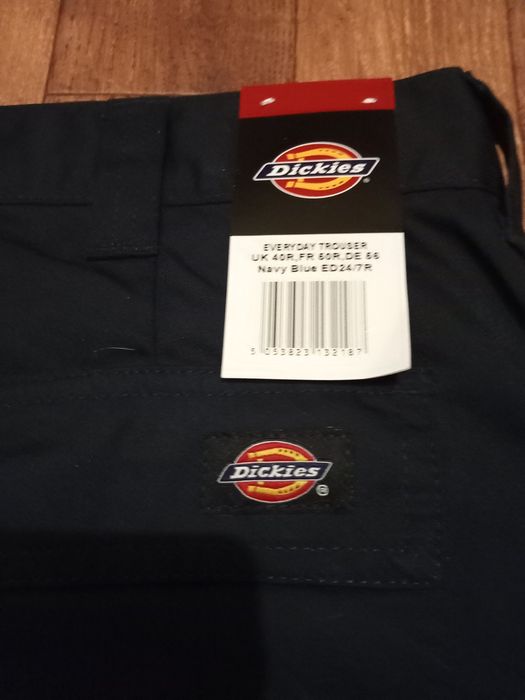 Dickies
EVERYDAY TROUSER
UK 40R,FR 50R,DE 56
Navy Blue ED24/7R
5 053823 132187
Dickies